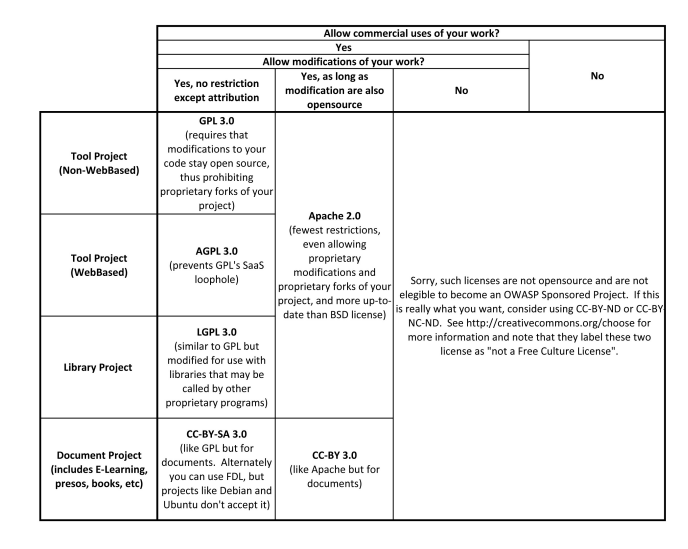 Allow commercial uses of your work?
Yes
No
Allow modifications of your work?
Yes, no restriction
except attribution
Yes, as long as
modification are also
opensource
No
Tool Project
(Non-WebBased)
GPL 3.0
(requires that
modifications to your
code stay open source,
thus prohibiting
proprietary forks of your
project)
Apache 2.0
(fewest restrictions,
even allowing
proprietary
modifications and
proprietary forks of your
project, and more up-to-
date than BSD license)
Sorry, such licenses are not opensource and are not
elegible to become an OWASP Sponsored Project. If this
is really what you want, consider using CC-BY-ND or CC-BY-
NC-ND. See http://creativecommons.org/choose for
more information and note that they label these two
license as "not a Free Culture License".
Tool Project
(WebBased)
AGPL 3.0
(prevents GPL's SaaS
loophole)
Library Project
LGPL 3.0
(similar to GPL but
modified for use with
libraries that may be
called by other
proprietary programs)
Document Project
(includes E-Learning,
presos, books, etc)
CC-BY-SA 3.0
(like GPL but for
documents. Alternately
you can use FDL, but
projects like Debian and
Ubuntu don't accept it)
CC-BY 3.0
(like Apache but for
documents)